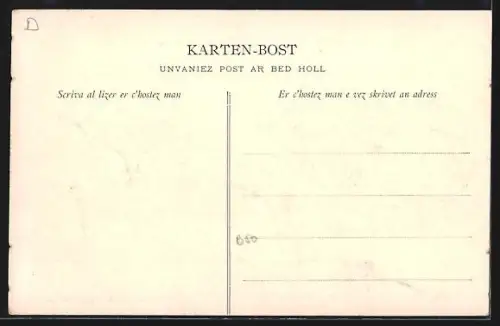 D
KARTEN-BOST
UNVANIEZ POST AR BED HOLL
Scriva al lizer er c'hostez man
Er c'hostez man e vez skrivet an adress
B50